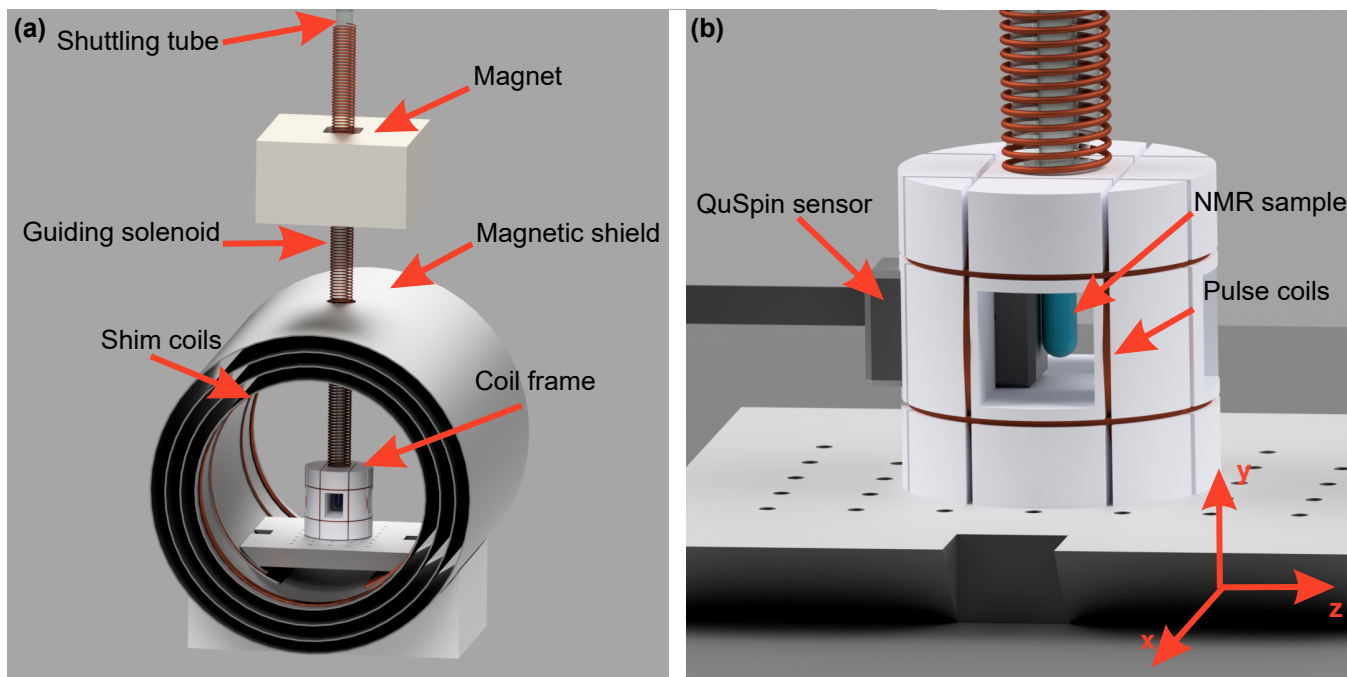 (a)
Shuttling tube
Magnet
Guiding solenoid
Magnetic shield
Shim coils
Coil frame
(b)
QuSpin sensor
NMR sample
Pulse coils
y
z
x